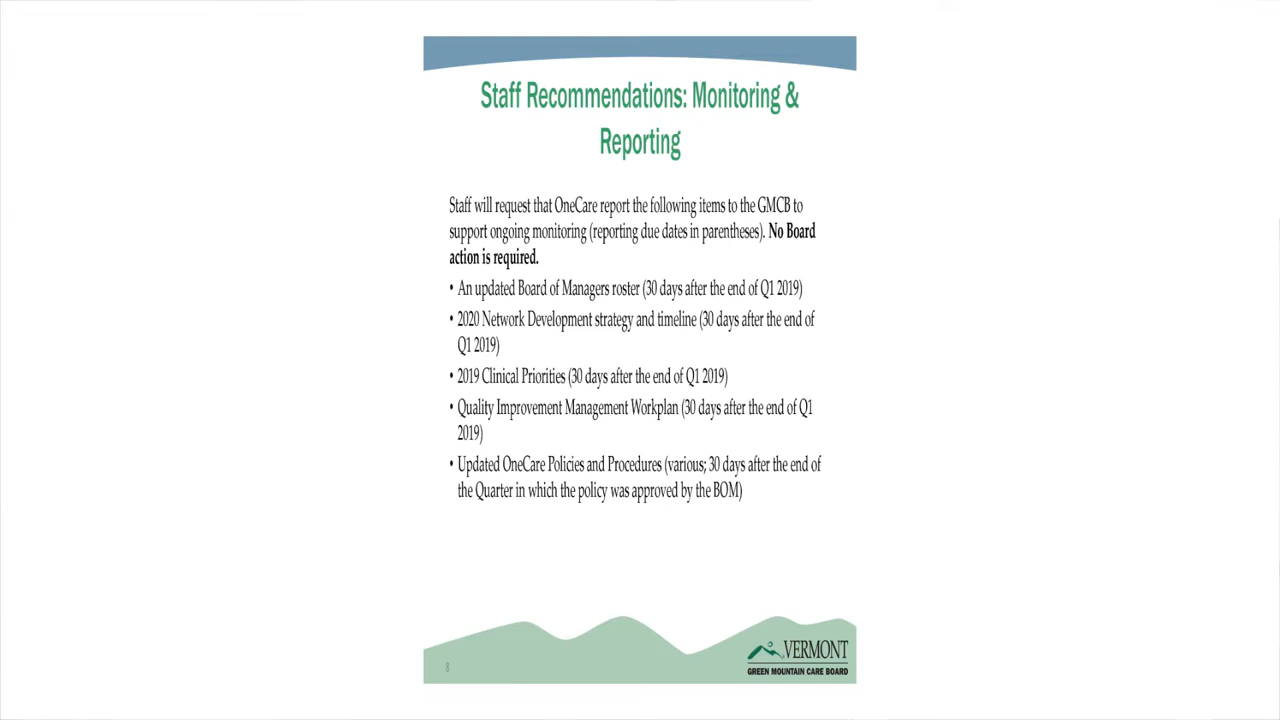 Staff Recommendations: Monitoring &
Reporting
Staff will request that OneCare report the following items to the GMCB to
support ongoing monitoring (reporting due dates in parentheses). No Board
action is required.
• An updated Board of Managers roster (30 days after the end of Q1 2019)
• 2020 Network Development strategy and timeline (30 days after the end of
Q1 2019)
• 2019 Clinical Priorities (30 days after the end of Q1 2019)
• Quality Improvement Management Workplan (30 days after the end of Q1
2019)
• Updated OneCare Policies and Procedures (various; 30 days after the end of
the Quarter in which the policy was approved by the BOM)
8
VERMONT
GREEN MOUNTAIN CARE BOARD